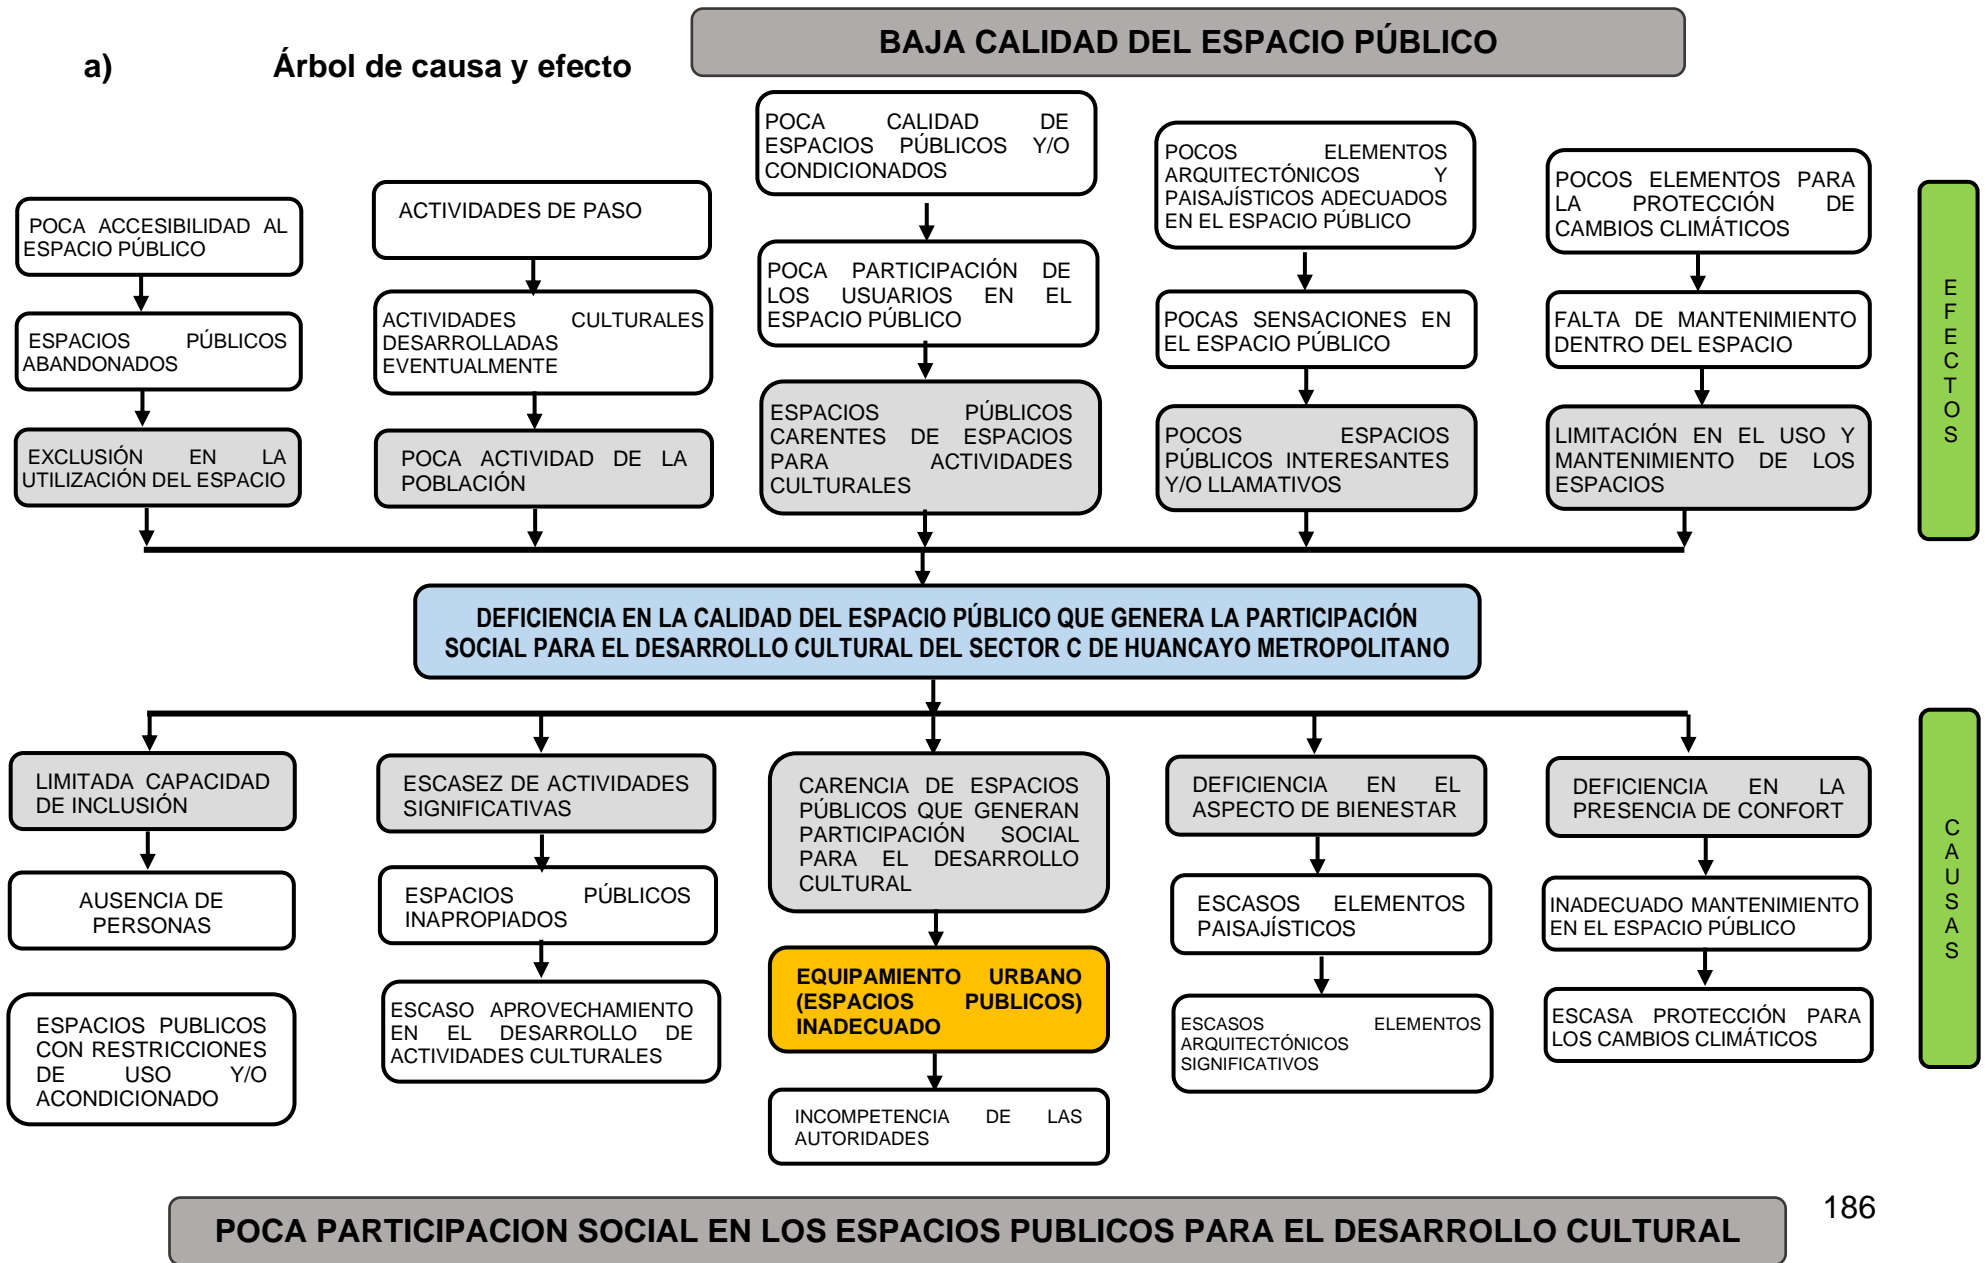 BAJA CALIDAD DEL ESPACIO PÚBLICO
a) Árbol de causa y efecto
POCA ACCESIBILIDAD AL
ESPACIO PÚBLICO
ESPACIOS PÚBLICOS
ABANDONADOS
EXCLUSIÓN EN LA
UTILIZACIÓN DEL ESPACIO
ACTIVIDADES DE PASO
ACTIVIDADES CULTURALES
DESARROLLADAS
EVENTUALMENTE
POCA ACTIVIDAD DE LA
POBLACIÓN
POCA CALIDAD DE
ESPACIOS PÚBLICOS Y/O
CONDICIONADOS
POCA PARTICIPACIÓN DE
LOS USUARIOS EN EL
ESPACIO PÚBLICO
ESPACIOS PÚBLICOS
CARENTES DE ESPACIOS
PARA ACTIVIDADES
CULTURALES
POCOS ELEMENTOS
ARQUITECTÓNICOS Y
PAISAJÍSTICOS ADECUADOS
EN EL ESPACIO PÚBLICO
POCAS SENSACIONES EN
EL ESPACIO PÚBLICO
POCOS ESPACIOS
PÚBLICOS INTERESANTES
Y/O LLAMATIVOS
POCOS ELEMENTOS PARA
LA PROTECCIÓN DE
CAMBIOS CLIMÁTICOS
FALTA DE MANTENIMIENTO
DENTRO DEL ESPACIO
LIMITACIÓN EN EL USO Y
MANTENIMIENTO DE LOS
ESPACIOS
EFECTOS
DEFICIENCIA EN LA CALIDAD DEL ESPACIO PÚBLICO QUE GENERA LA PARTICIPACIÓN
SOCIAL PARA EL DESARROLLO CULTURAL DEL SECTOR C DE HUANCAYO METROPOLITANO
LIMITADA CAPACIDAD
DE INCLUSIÓN
AUSENCIA DE
PERSONAS
ESPACIOS PUBLICOS
CON RESTRICCIONES
DE USO Y/O
ACONDICIONADO
ESCASEZ DE ACTIVIDADES
SIGNIFICATIVAS
ESPACIOS PÚBLICOS
INAPROPIADOS
ESCASO APROVECHAMIENTO
EN EL DESARROLLO DE
ACTIVIDADES CULTURALES
CARENCIA DE ESPACIOS
PÚBLICOS QUE GENERAN
PARTICIPACIÓN SOCIAL
PARA EL DESARROLLO
CULTURAL
EQUIPAMIENTO URBANO
(ESPACIOS PUBLICOS)
INADECUADO
INCOMPETENCIA DE LAS
AUTORIDADES
DEFICIENCIA EN EL
ASPECTO DE BIENESTAR
ESCASOS ELEMENTOS
PAISAJÍSTICOS
ESCASOS ELEMENTOS
ARQUITECTÓNICOS
SIGNIFICATIVOS
DEFICIENCIA EN LA
PRESENCIA DE CONFORT
INADECUADO MANTENIMIENTO
EN EL ESPACIO PÚBLICO
ESCASA PROTECCIÓN PARA
LOS CAMBIOS CLIMÁTICOS
CAUSAS
186
POCA PARTICIPACION SOCIAL EN LOS ESPACIOS PUBLICOS PARA EL DESARROLLO CULTURAL